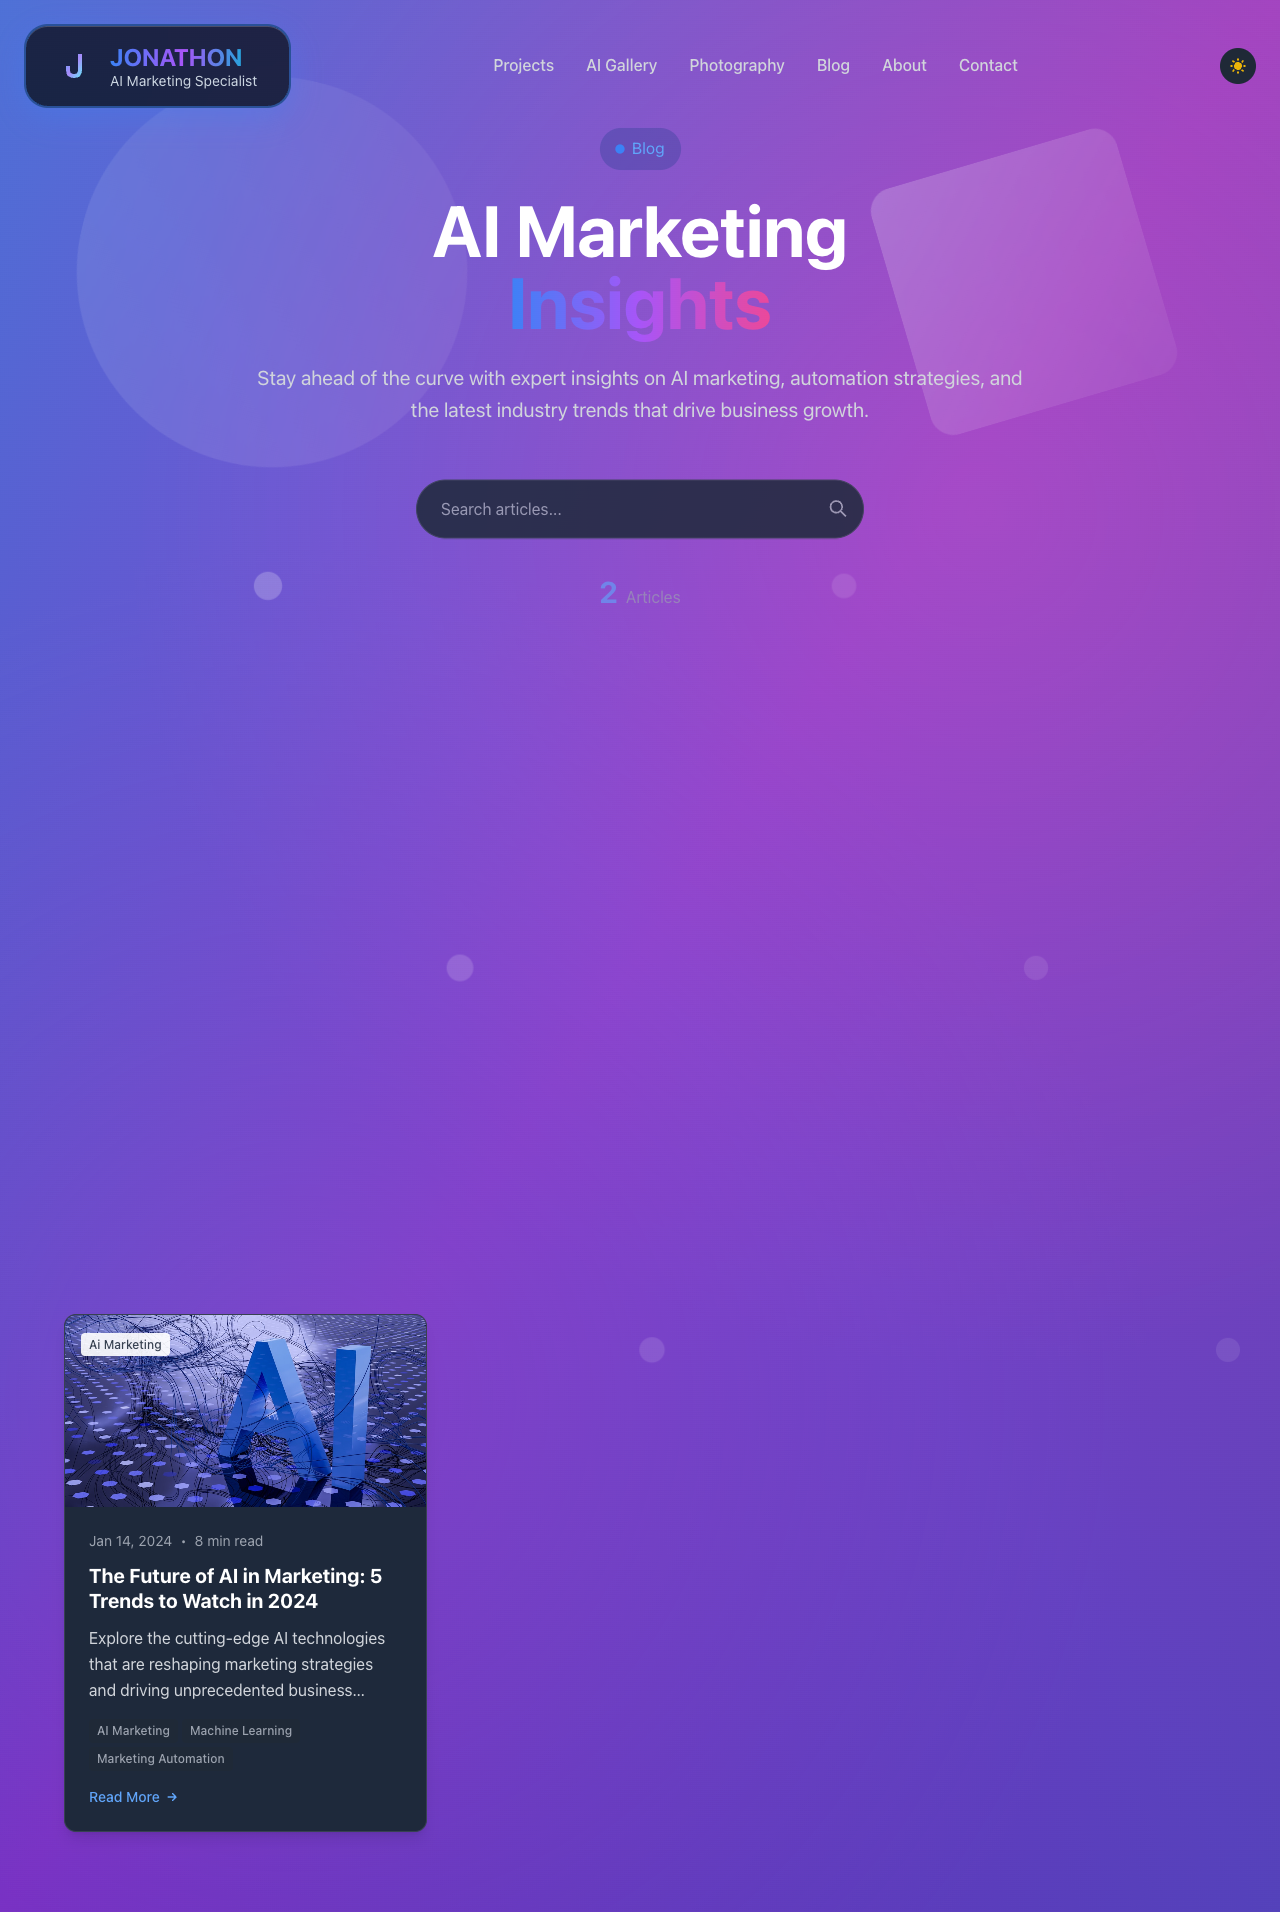 J
JONATHON
AI Marketing Specialist
Projects
AI Gallery
Photography
Blog
About
Contact
Blog
AI Marketing
Insights
Stay ahead of the curve with expert insights on AI marketing, automation strategies, and
the latest industry trends that drive business growth.
Search articles...
2 Articles
Ai Marketing
AI
Jan 14, 2024 • 8 min read
The Future of AI in Marketing: 5
Trends to Watch in 2024
Explore the cutting-edge AI technologies
that are reshaping marketing strategies
and driving unprecedented business...
AI Marketing
Machine Learning
Marketing Automation
Read More →